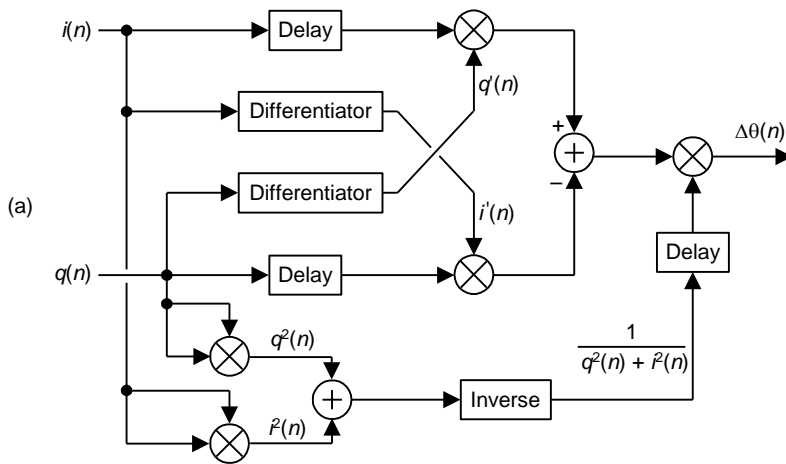 i(n)
Delay
q'(n)
Differentiator
+
Δθ(n)
(a)
Differentiator
−
i'(n)
q(n)
Delay
Delay
q²(n)
1
q²(n) + i²(n)
Inverse
i²(n)